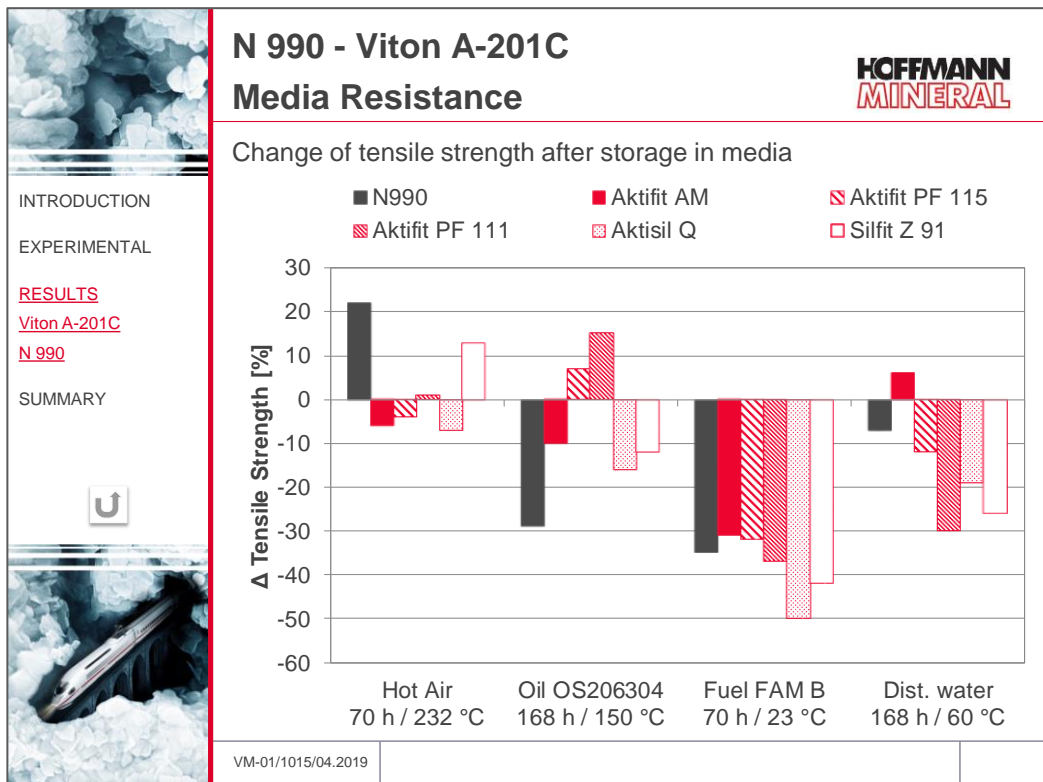 N 990 - Viton A-201C
Media Resistance
HOFFMANN
MINERAL
INTRODUCTION
EXPERIMENTAL
RESULTS
Viton A-201C
N 990
SUMMARY
Change of tensile strength after storage in media
N990 Aktifit AM Aktifit PF 115
Aktifit PF 111 Aktisil Q Silfit Z 91
Δ Tensile Strength [%]
30
20
10
0
-10
-20
-30
-40
-50
-60
Hot Air Oil OS206304 Fuel FAM B Dist. water
70 h / 232 °C 168 h / 150 °C 70 h / 23 °C 168 h / 60 °C
VM-01/1015/04.2019